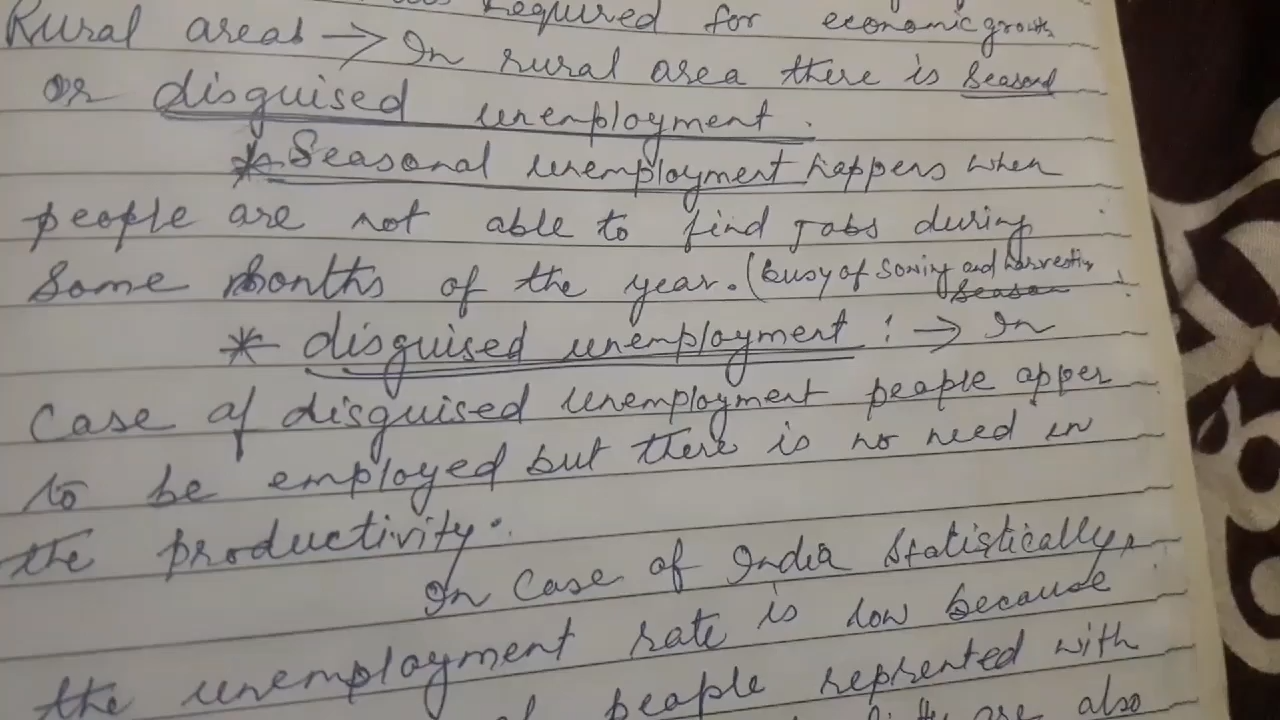 Required for economic growth
Rural areas → In rural area there is seasonal
or disguised unemployment.
* Seasonal unemployment happens when
people are not able to find Jobs during
some months of the year. (busy of sowing and harvesting
season
* disguised unemployment : → In
Case of disguised unemployment people apper
to be employed but there is no need in
the productivity.
In case of India statistically,
the unemployment rate is low because
of people reprented with
are also